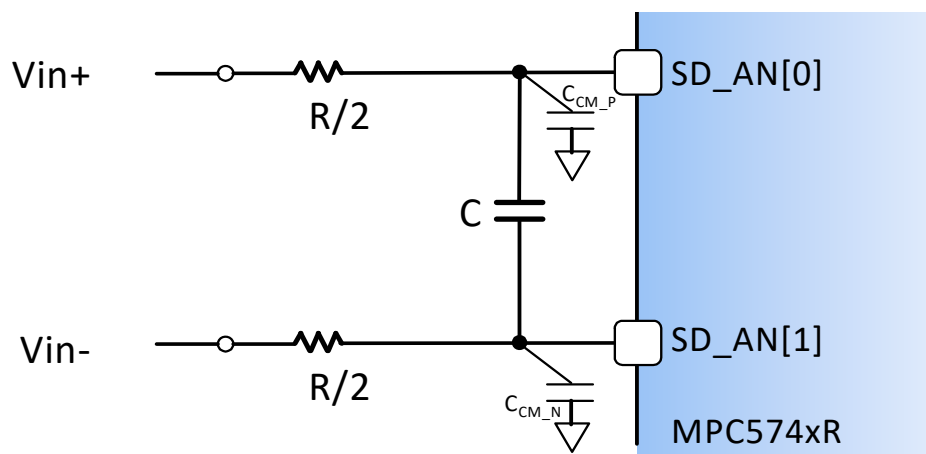 Vin+
R/2
C_CM_P
SD_AN[0]
C
Vin-
R/2
C_CM_N
SD_AN[1]
MPC574xR